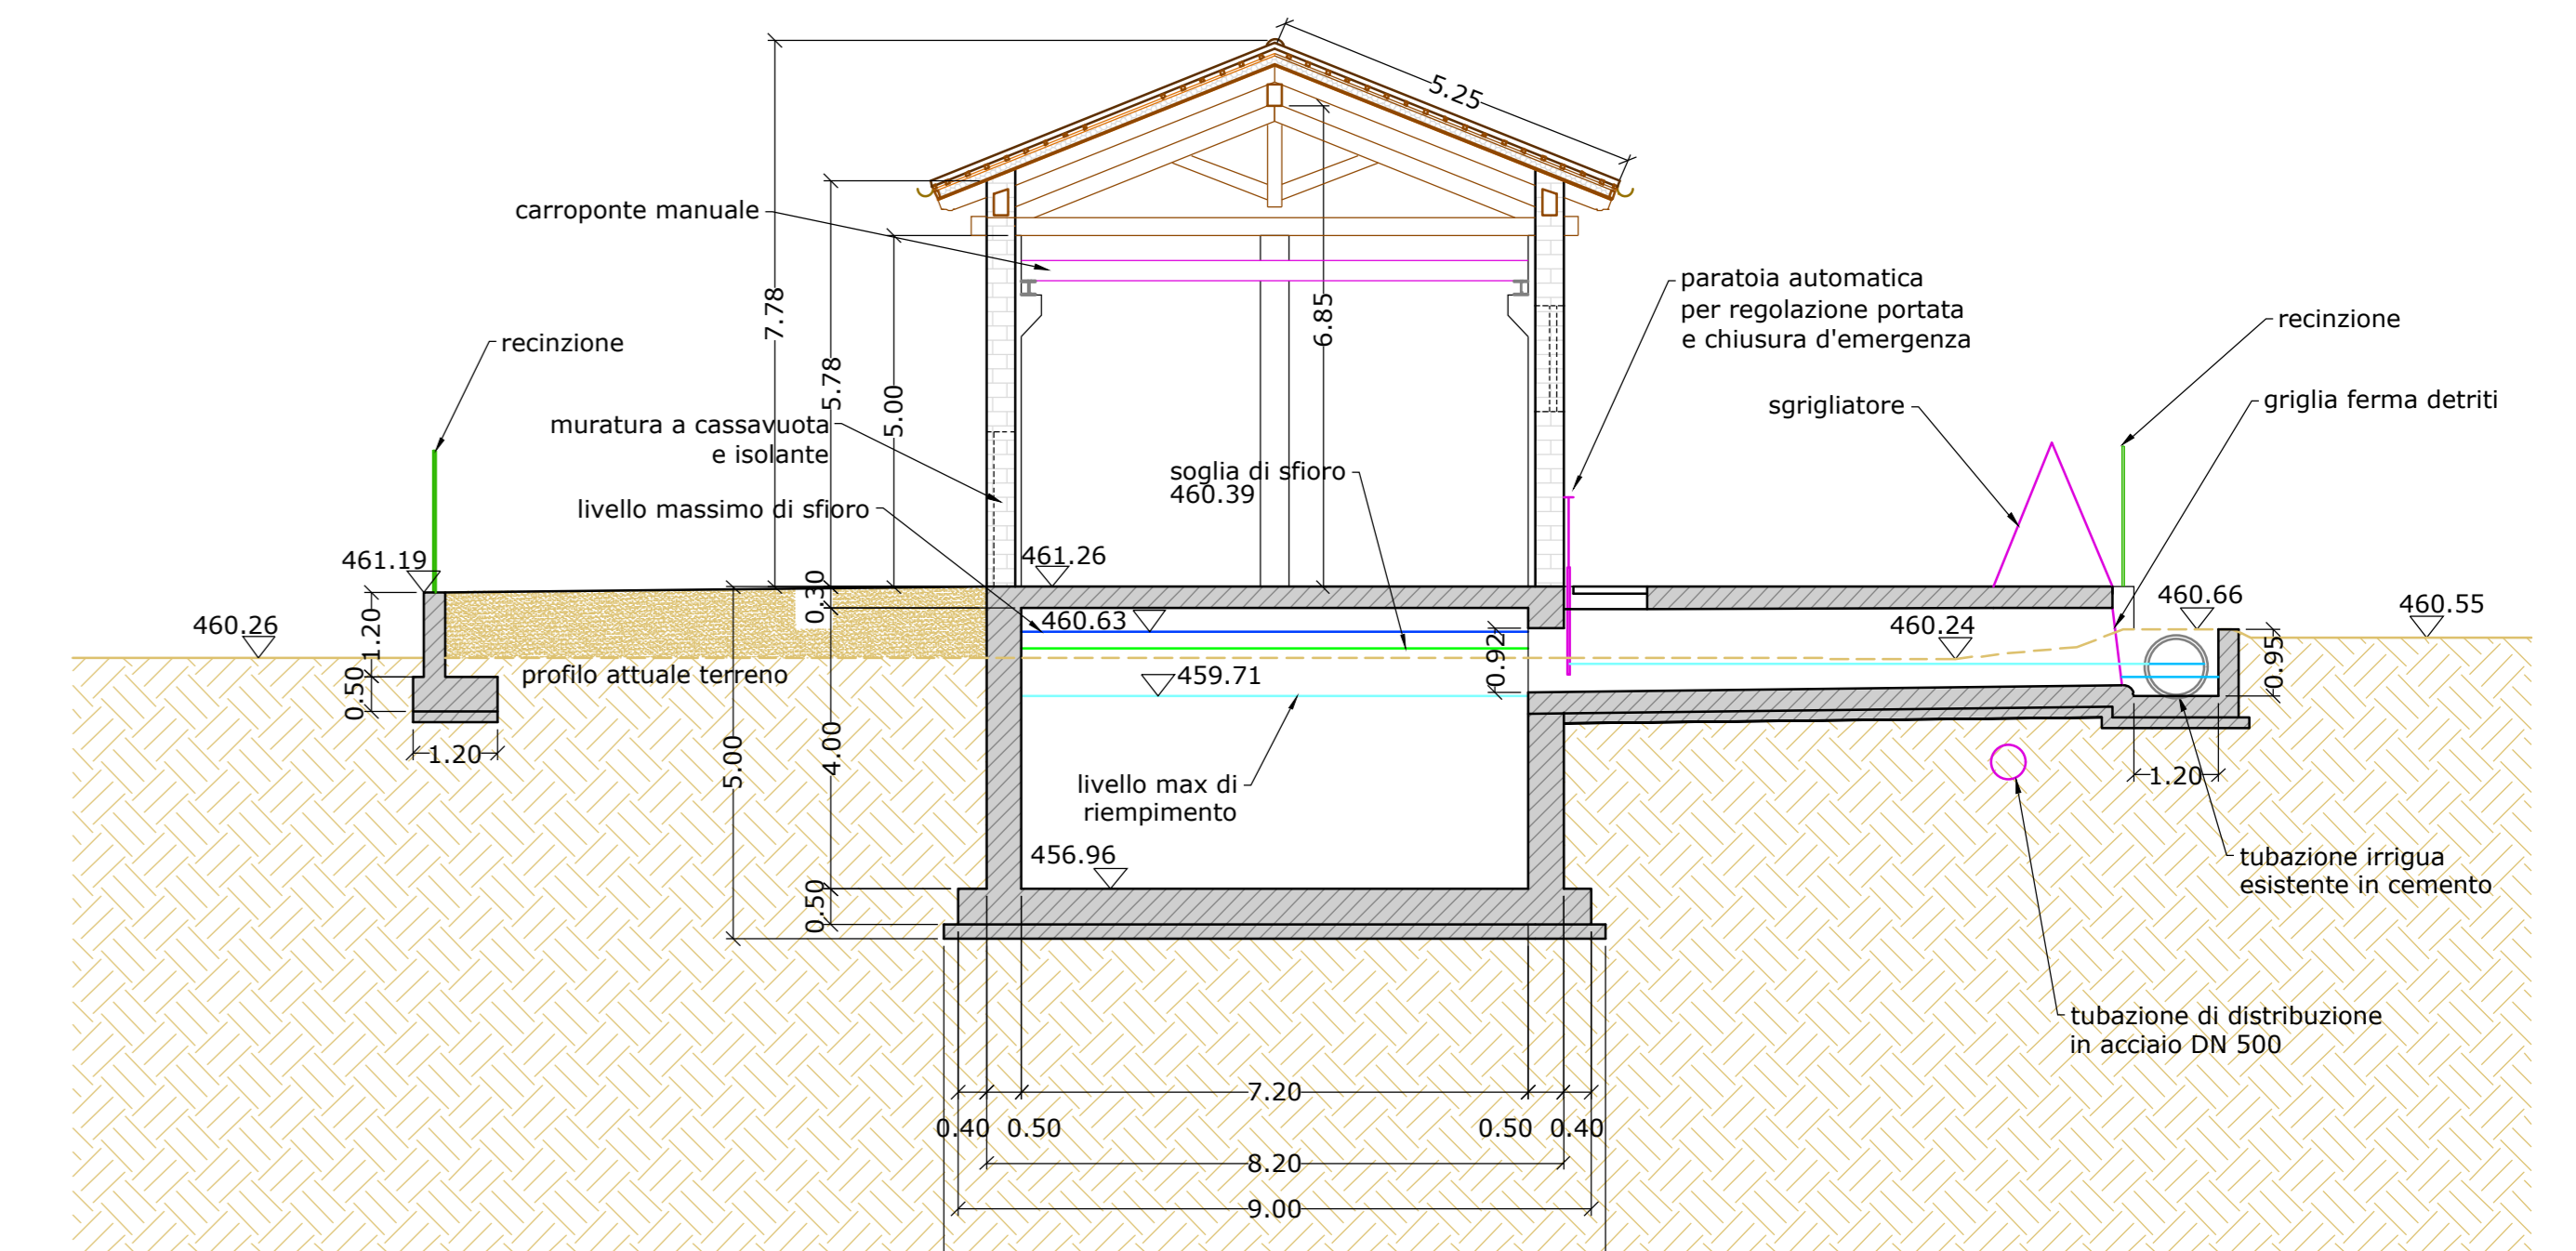 5.25
carroponte manuale
7.78
5.78
5.00
6.85
paratoia automatica
per regolazione portata
e chiusura d'emergenza
recinzione
recinzione
griglia ferma detriti
sgrigliatore
muratura a cassavuota
e isolante
soglia di sfioro
460.39
livello massimo di sfioro
461.19
461.26
0.30
460.26
1.20
460.63
0.92
460.24
460.66
460.55
0.95
profilo attuale terreno
0.50
459.71
1.20
5.00
4.00
livello max di
riempimento
1.20
456.96
0.50
tubazione irrigua
esistente in cemento
tubazione di distribuzione
in acciaio DN 500
7.20
0.40 0.50 0.50 0.40
8.20
9.00